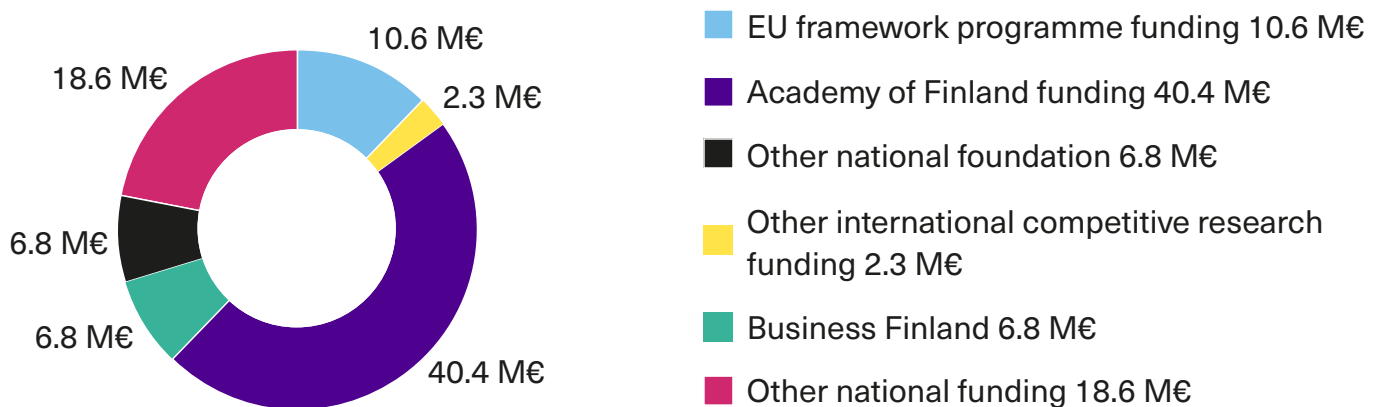 10.6 M€
18.6 M€
2.3 M€
6.8 M€
6.8 M€
40.4 M€
EU framework programme funding 10.6 M€
Academy of Finland funding 40.4 M€
Other national foundation 6.8 M€
Other international competitive research
funding 2.3 M€
Business Finland 6.8 M€
Other national funding 18.6 M€